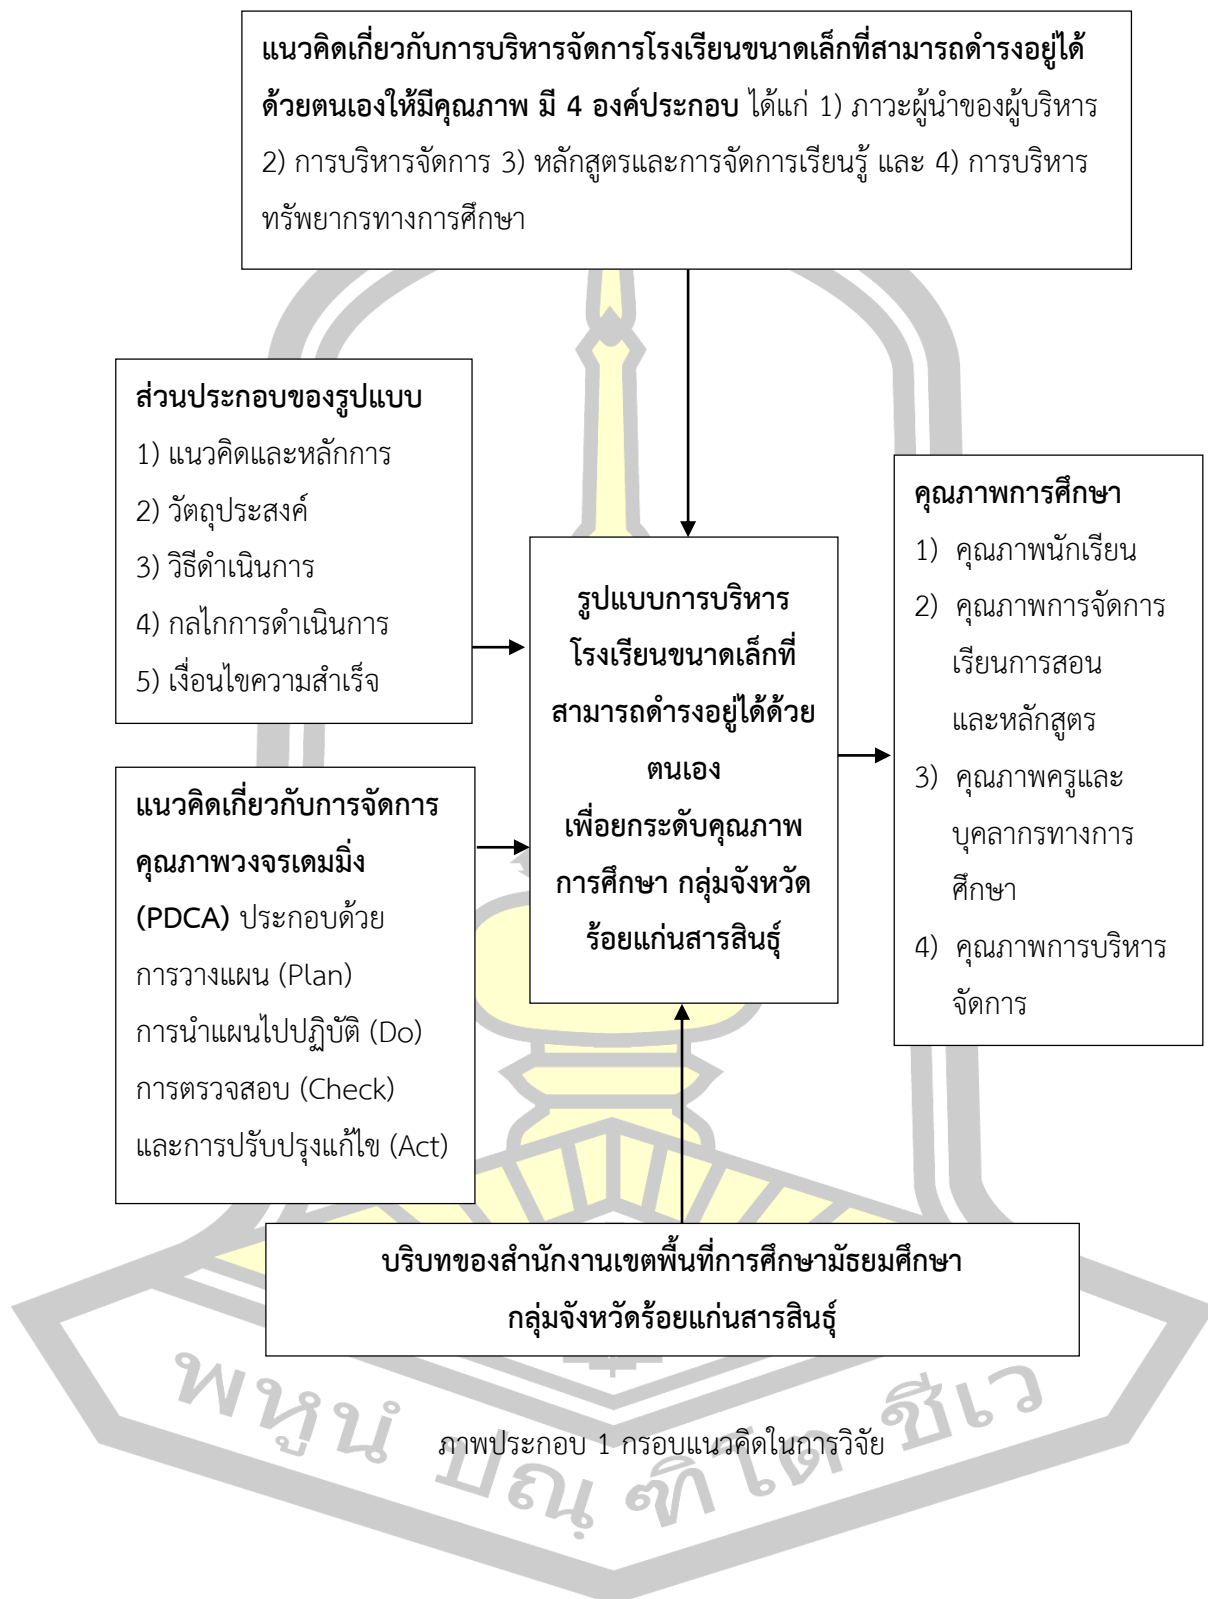 แนวคิดเกี่ยวกับการบริหารจัดการโรงเรียนขนาดเล็กที่สามารถดำรงอยู่ได้
ด้วยตนเองให้มีคุณภาพ มี 4 องค์ประกอบ ได้แก่ 1) ภาวะผู้นำของผู้บริหาร
2) การบริหารจัดการ 3) หลักสูตรและการจัดการเรียนรู้ และ 4) การบริหาร
ทรัพยากรทางการศึกษา
ส่วนประกอบของรูปแบบ
1) แนวคิดและหลักการ
2) วัตถุประสงค์
3) วิธีดำเนินการ
4) กลไกการดำเนินการ
5) เงื่อนไขความสำเร็จ
แนวคิดเกี่ยวกับการจัดการ
คุณภาพวงจรเดมมิ่ง
(PDCA) ประกอบด้วย
การวางแผน (Plan)
การนำแผนไปปฏิบัติ (Do)
การตรวจสอบ (Check)
และการปรับปรุงแก้ไข (Act)
รูปแบบการบริหาร
โรงเรียนขนาดเล็กที่
สามารถดำรงอยู่ได้ด้วย
ตนเอง
เพื่อยกระดับคุณภาพ
การศึกษา กลุ่มจังหวัด
ร้อยแก่นสารสินธุ์
คุณภาพการศึกษา
1) คุณภาพนักเรียน
2) คุณภาพการจัดการ
เรียนการสอน
และหลักสูตร
3) คุณภาพครูและ
บุคลากรทางการ
ศึกษา
4) คุณภาพการบริหาร
จัดการ
บริบทของสำนักงานเขตพื้นที่การศึกษามัธยมศึกษา
กลุ่มจังหวัดร้อยแก่นสารสินธุ์
ภาพประกอบ 1 กรอบแนวคิดในการวิจัย
พหูนํ ปณฺ ฑิโต ชีเว